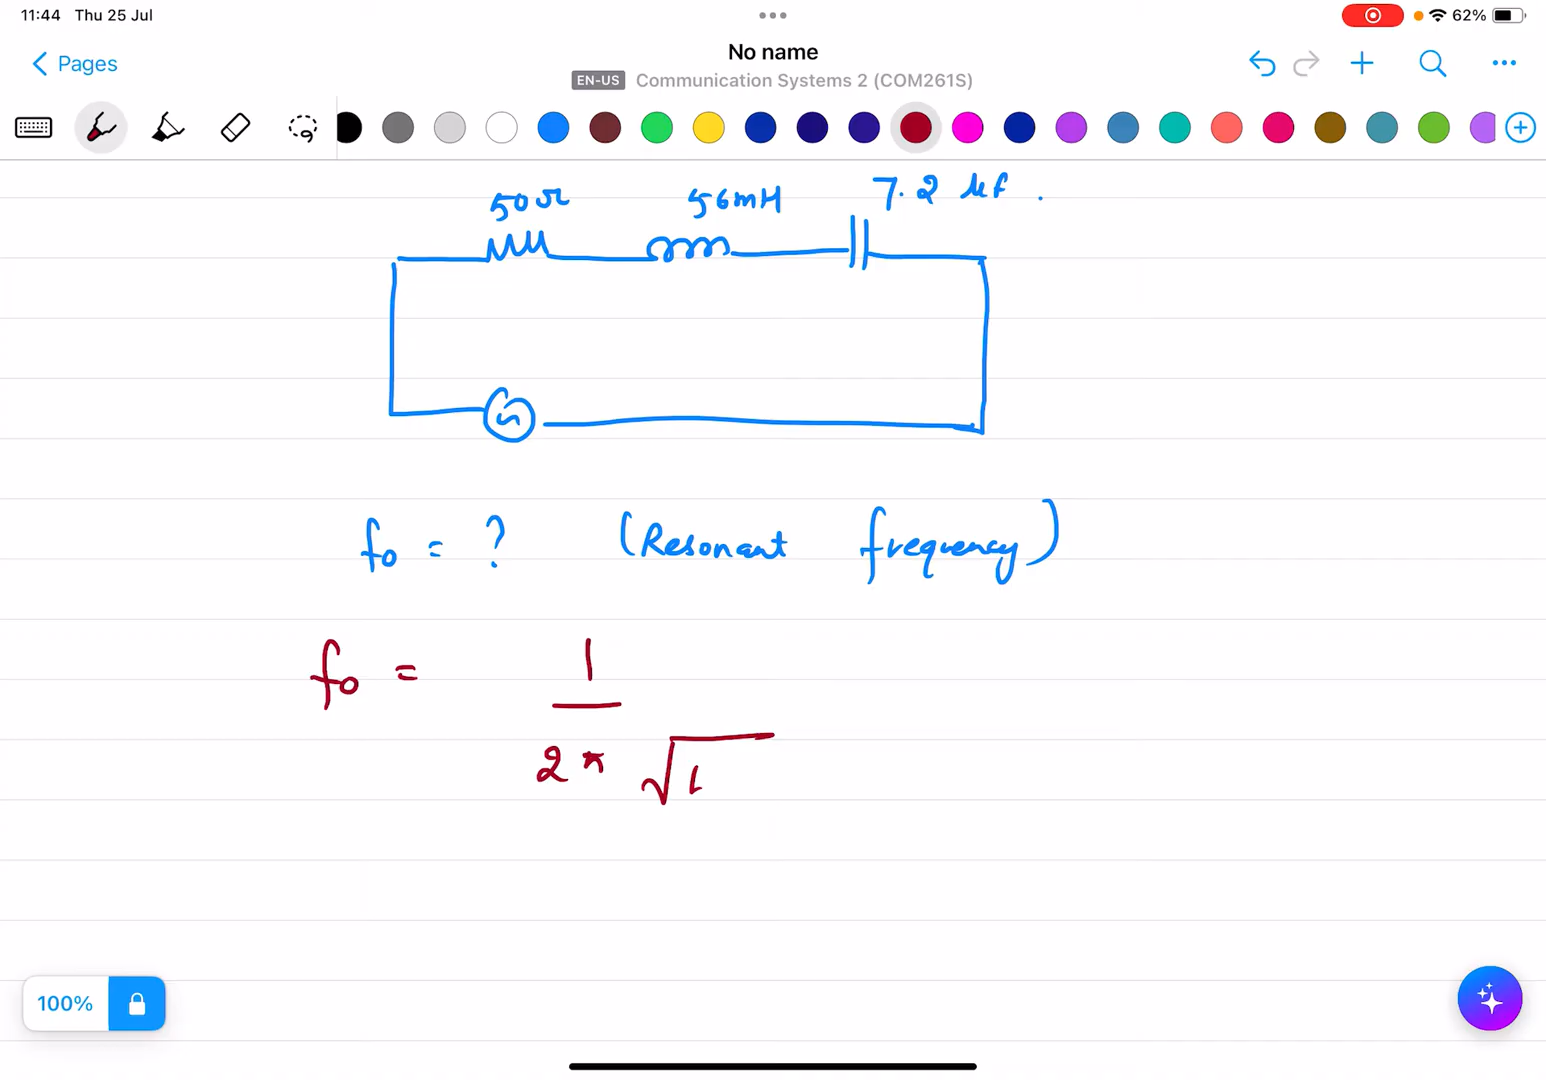 11:44 Thu 25 Jul
62%
Pages
No name
EN-US Communication Systems 2 (COM261S)
50Ω 56mH 7.2 μf .
fo = ? (Resonant frequency)
fo = 1
2π √L
100%